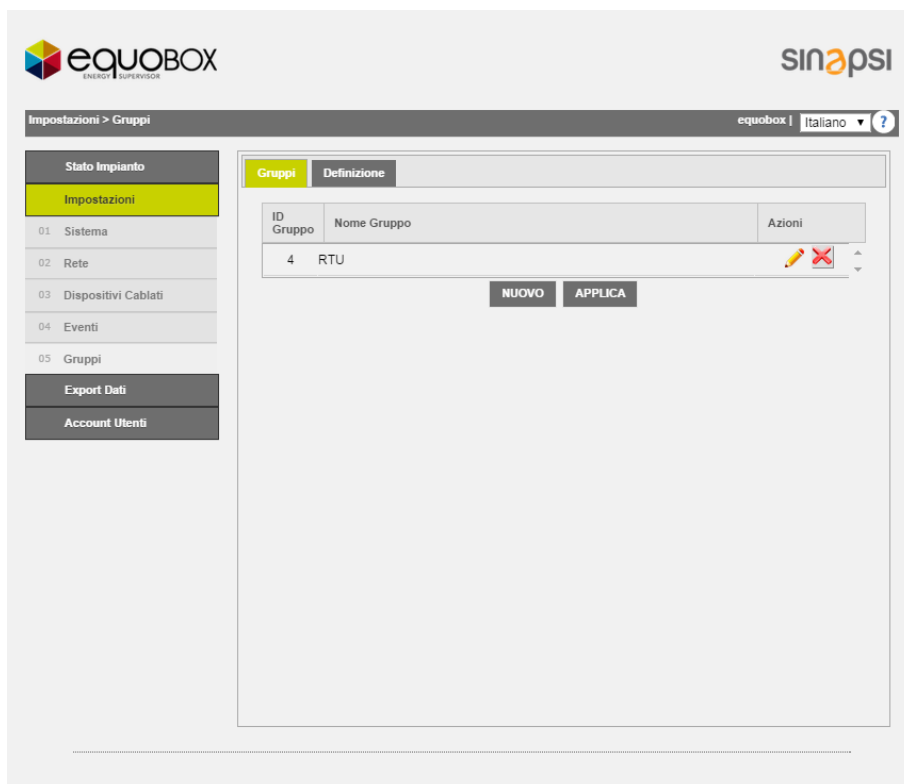 equoBOX
ENERGY SUPERVISOR
sinapsi
Impostazioni > Gruppi
equobox | Italiano ?
Stato Impianto
Impostazioni
01 Sistema
02 Rete
03 Dispositivi Cablati
04 Eventi
05 Gruppi
Export Dati
Account Utenti
Gruppi Definizione
ID Gruppo Nome Gruppo Azioni
4 RTU
NUOVO APPLICA